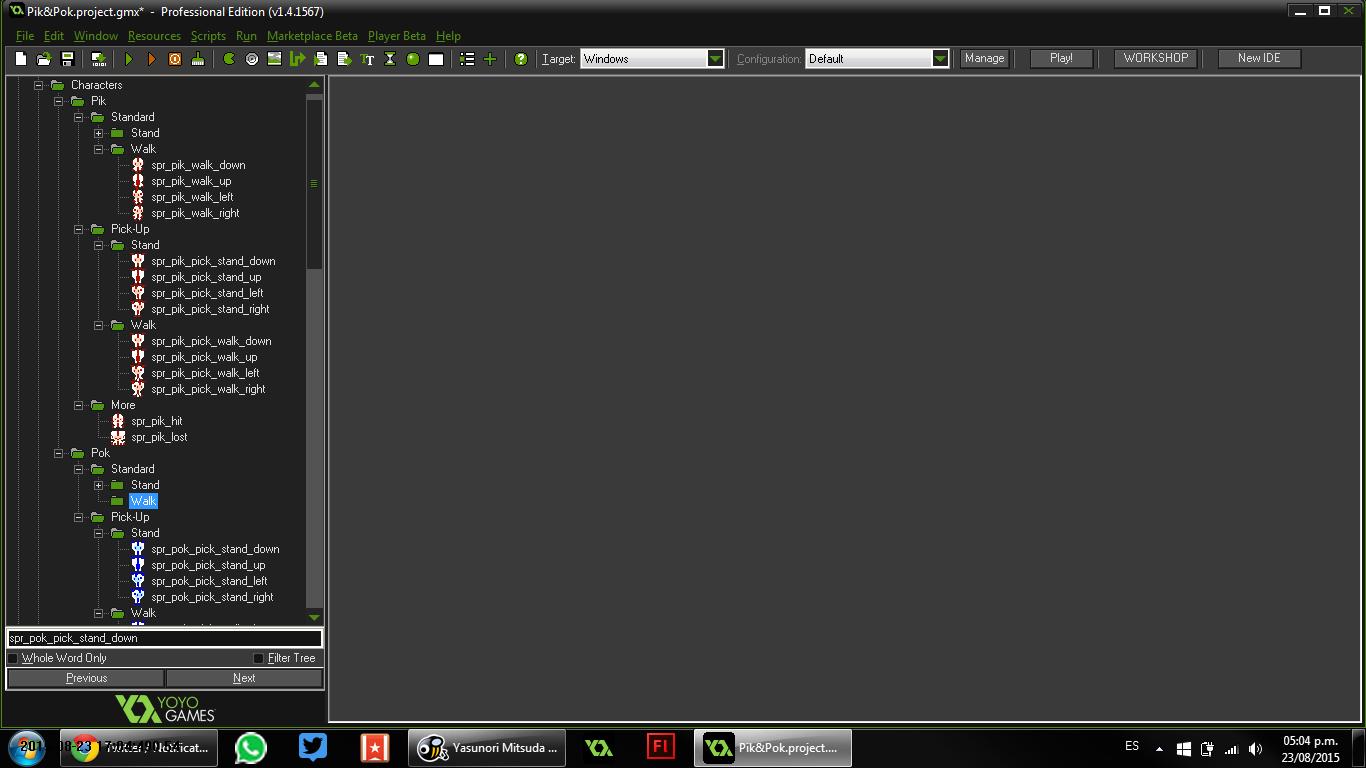 Pik&Pok.project.gmx* - Professional Edition (v1.4.1567)
File Edit Window Resources Scripts Run Marketplace Beta Player Beta Help
Target: Windows Configuration: Default Manage Play! WORKSHOP New IDE
Characters
Pik
Standard
Stand
Walk
spr_pik_walk_down
spr_pik_walk_up
spr_pik_walk_left
spr_pik_walk_right
Pick-Up
Stand
spr_pik_pick_stand_down
spr_pik_pick_stand_up
spr_pik_pick_stand_left
spr_pik_pick_stand_right
Walk
spr_pik_pick_walk_down
spr_pik_pick_walk_up
spr_pik_pick_walk_left
spr_pik_pick_walk_right
More
spr_pik_hit
spr_pik_lost
Pok
Standard
Stand
Walk
Pick-Up
Stand
spr_pok_pick_stand_down
spr_pok_pick_stand_up
spr_pok_pick_stand_left
spr_pok_pick_stand_right
Walk
spr_pok_pick_stand_down
Whole Word Only Filter Tree
Previous Next
YOYO
GAMES
Yasunori Mitsuda ...
Fl
Pik&Pok.project....
ES
05:04 p.m.
23/08/2015